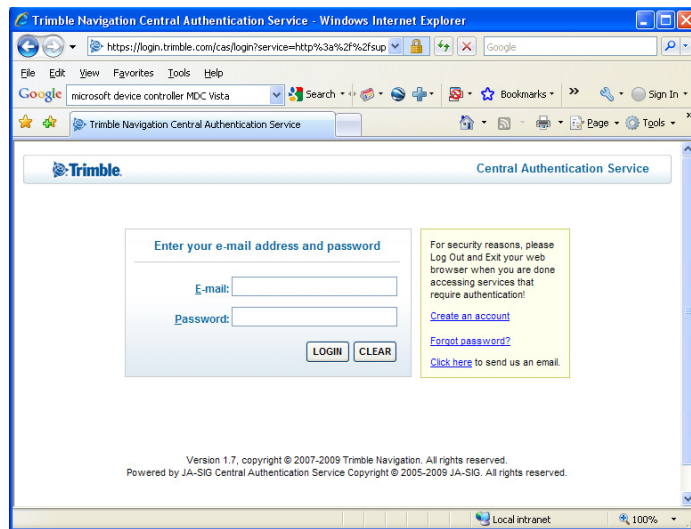 Trimble Navigation Central Authentication Service - Windows Internet Explorer
https://login.trimble.com/cas/login?service=http%3a%2f%2fsup
Google
File Edit View Favorites Tools Help
Google microsoft device controller MDC Vista Search Bookmarks Sign In
Trimble Navigation Central Authentication Service Page Tools
Trimble. Central Authentication Service
Enter your e-mail address and password
E-mail:
Password:
LOGIN CLEAR
For security reasons, please
Log Out and Exit your web
browser when you are done
accessing services that
require authentication!
Create an account
Forgot password?
Click here to send us an email.
Version 1.7, copyright © 2007-2009 Trimble Navigation. All rights reserved.
Powered by JA-SIG Central Authentication Service Copyright © 2005-2009 JA-SIG. All rights reserved.
Local intranet 100%